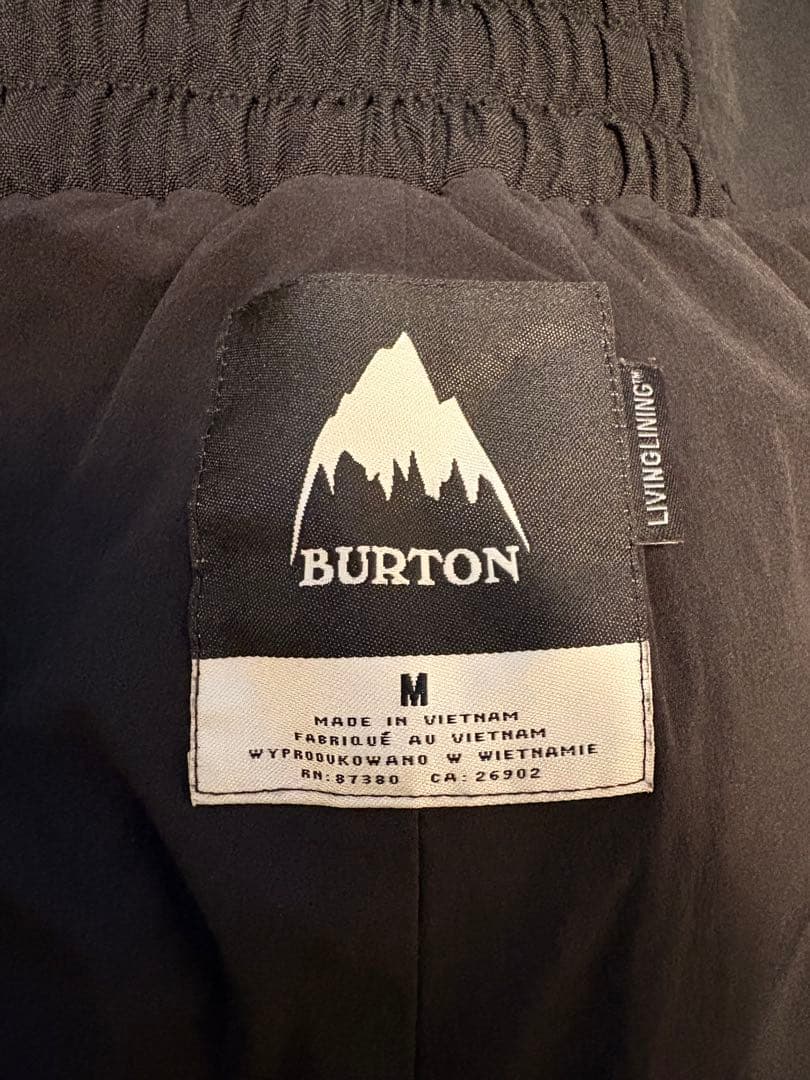 BURTON
LIVINGLINING™
M
MADE IN VIETNAM
FABRIQUÉ AU VIETNAM
WYPRODUKOWANO W WIETNAMIE
RN: 87380 CA: 26902